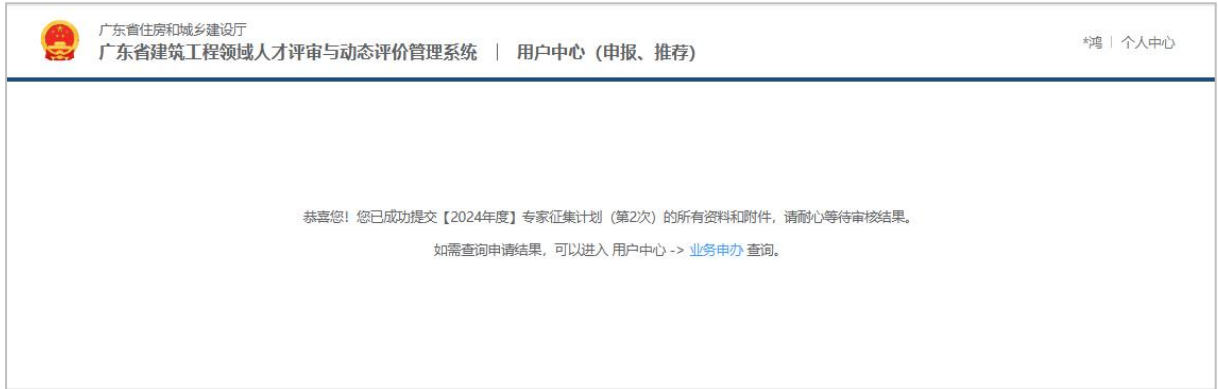 广东省住房和城乡建设厅
广东省建筑工程领域人才评审与动态评价管理系统 | 用户中心（申报、推荐）
*鸿 | 个人中心
恭喜您！您已成功提交【2024年度】专家征集计划（第2次）的所有资料和附件，请耐心等待审核结果。
如需查询申请结果，可以进入 用户中心 -> 业务申办 查询。